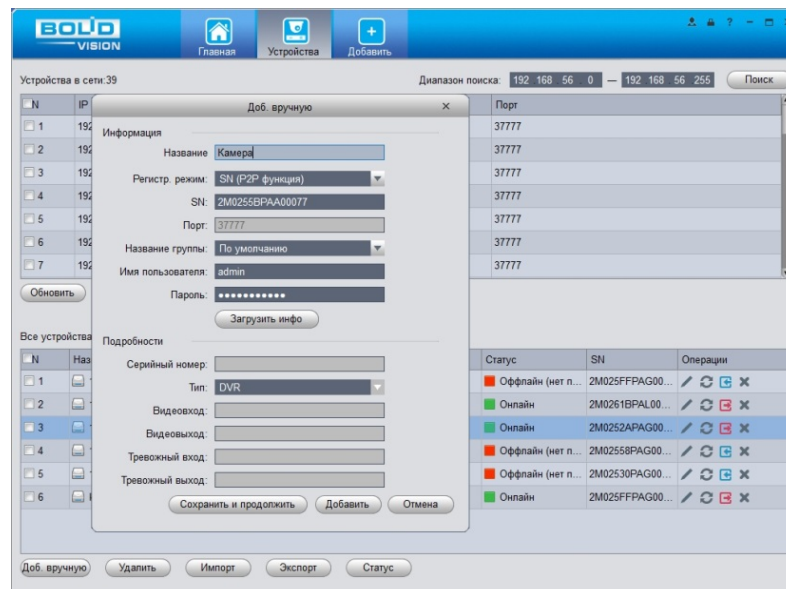 BOLID
VISION
Главная
Устройства
Добавить
Устройства в сети:39
Диапазон поиска: 192 168 56 0 — 192 168 56 255 Поиск
N IP Порт
1 192 37777
2 192 37777
3 192 37777
4 192 37777
5 192 37777
6 192 37777
7 192 37777
Обновить
Доб. вручную
Информация
Название Камера
Регистр. режим: SN (P2P функция)
SN: 2M0255BPAA00077
Порт: 37777
Название группы: По умолчанию
Имя пользователя: admin
Пароль: •••••••••••
Загрузить инфо
Подробности
Серийный номер:
Тип: DVR
Видеовход:
Видеовыход:
Тревожный вход:
Тревожный выход:
Сохранить и продолжить Добавить Отмена
Все устройства
N Наз Статус SN Операции
1 Оффлайн (нет п... 2M025FFPAG00...
2 Онлайн 2M0261BPAL00...
3 Онлайн 2M0252APAG00...
4 Оффлайн (нет п... 2M02558PAG00...
5 Оффлайн (нет п... 2M02530PAG00...
6 Онлайн 2M025FFPAG00...
Доб. вручную Удалить Импорт Экспорт Статус